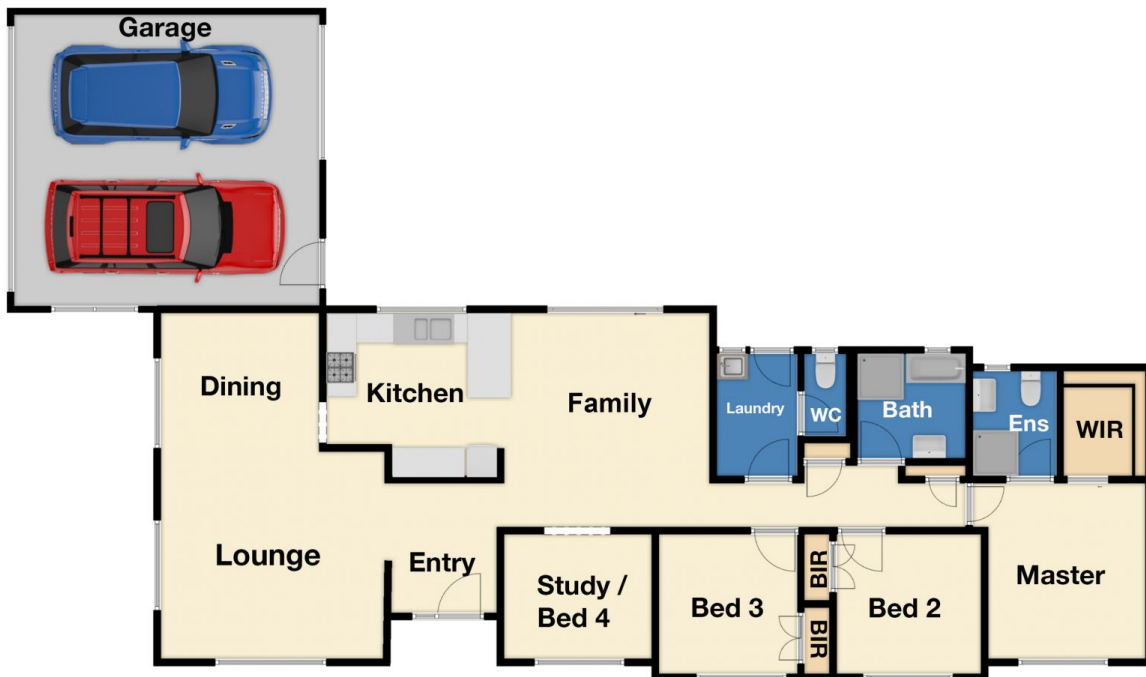 Garage
Dining
Kitchen
Family
Laundry
WC
Bath
Ens
WIR
Lounge
Entry
Study /
Bed 4
Bed 3
BIR
BIR
Bed 2
Master